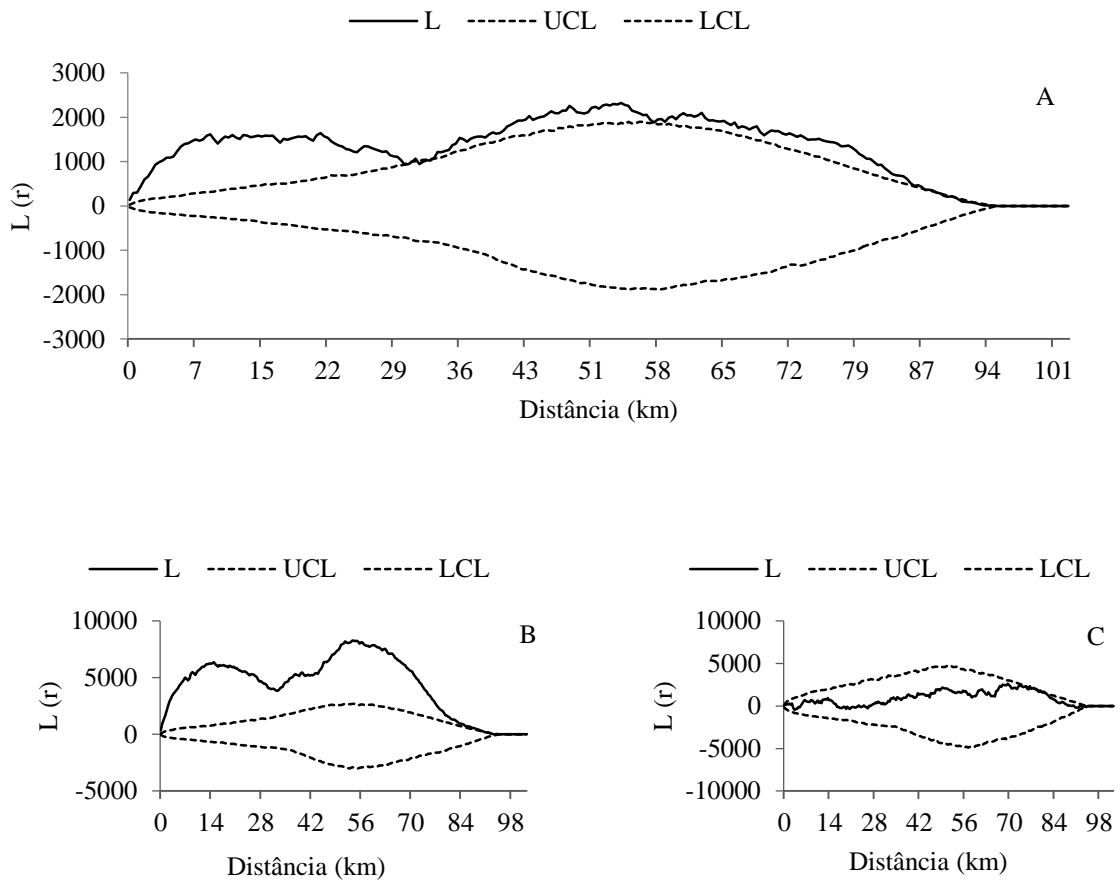 L UCL LCL
A
3000
2000
1000
0
-1000
-2000
-3000
L (r)
0 7 15 22 29 36 43 51 58 65 72 79 87 94 101
Distância (km)
L UCL LCL
B
10000
5000
0
-5000
L (r)
0 14 28 42 56 70 84 98
Distância (km)
L UCL LCL
C
10000
5000
0
-5000
-10000
L (r)
0 14 28 42 56 70 84 98
Distância (km)